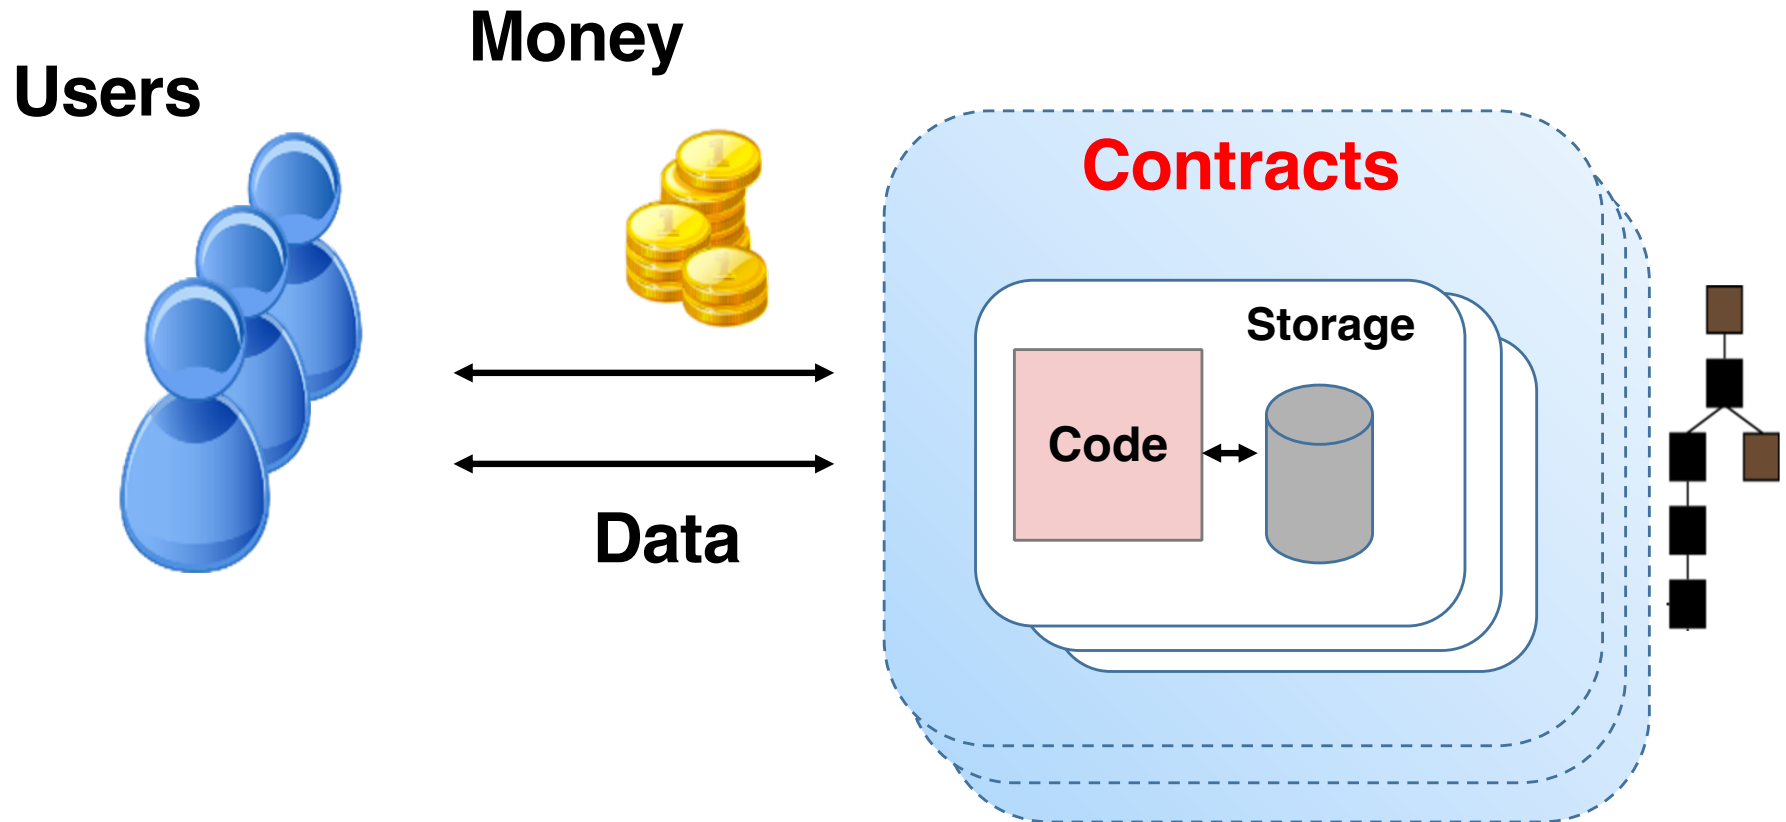 Money
Users
Contracts
Storage
Code
Data